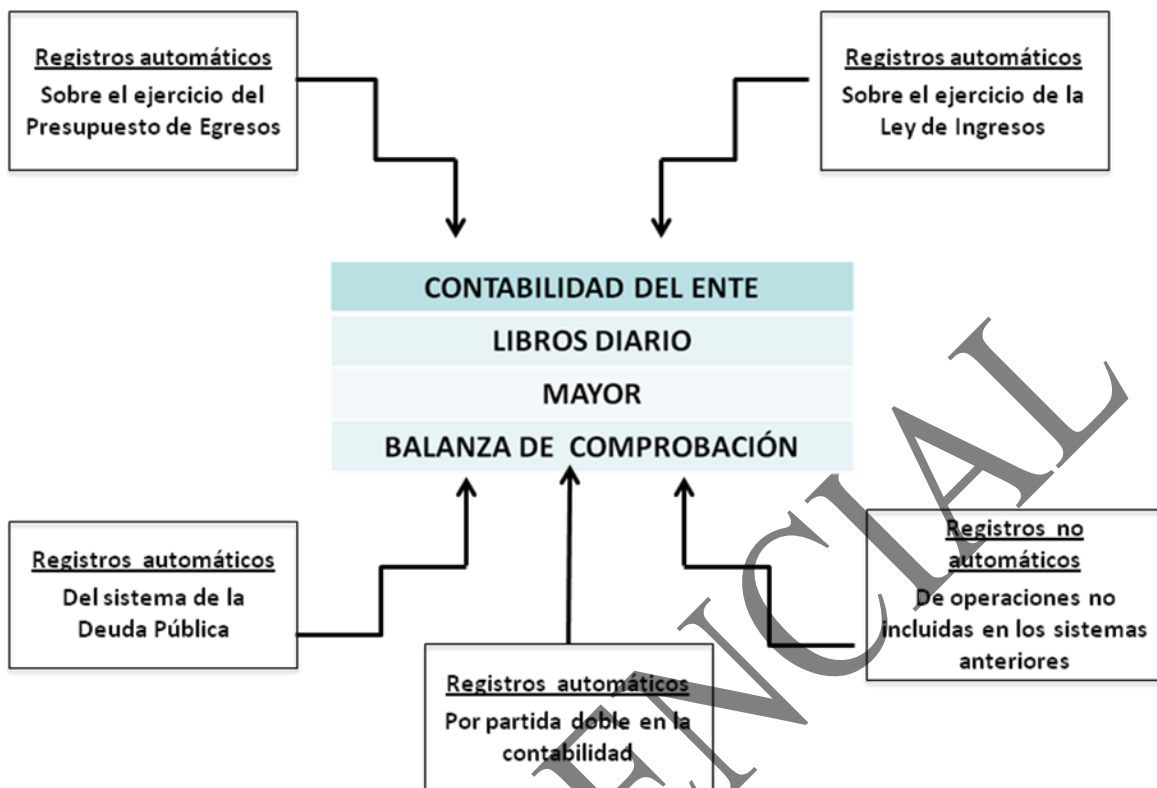 Registros automáticos
Sobre el ejercicio del
Presupuesto de Egresos
Registros automáticos
Sobre el ejercicio de la
Ley de Ingresos
CONTABILIDAD DEL ENTE
LIBROS DIARIO
MAYOR
BALANZA DE COMPROBACIÓN
Registros automáticos
Del sistema de la
Deuda Pública
Registros automáticos
Por partida doble en la
contabilidad
Registros no
automáticos
De operaciones no
incluidas en los sistemas
anteriores
ENCIAL